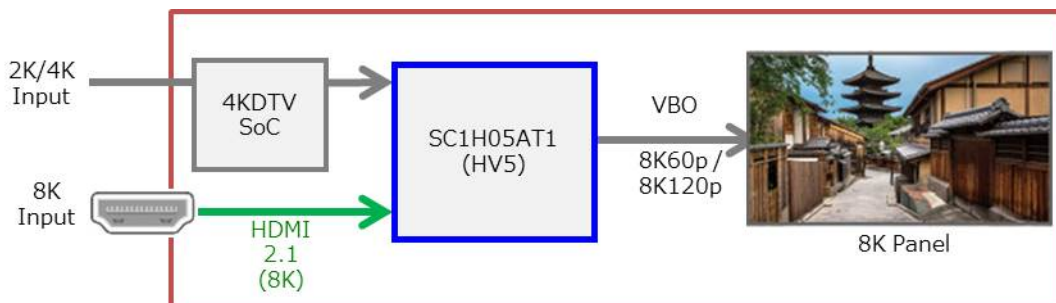 2K/4K
Input
4KDTV
SoC
SC1H05AT1
(HV5)
VBO
8K60p /
8K120p
8K
Input
HDMI
2.1
(8K)
8K Panel